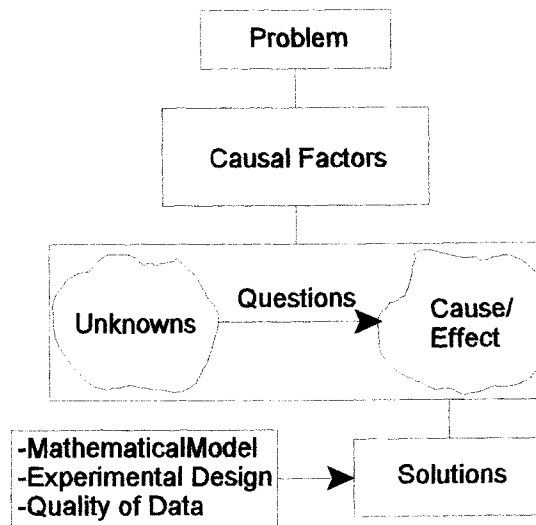 Problem
Causal Factors
Questions
Unknowns
Cause/
Effect
-MathematicalModel
-Experimental Design
-Quality of Data
Solutions